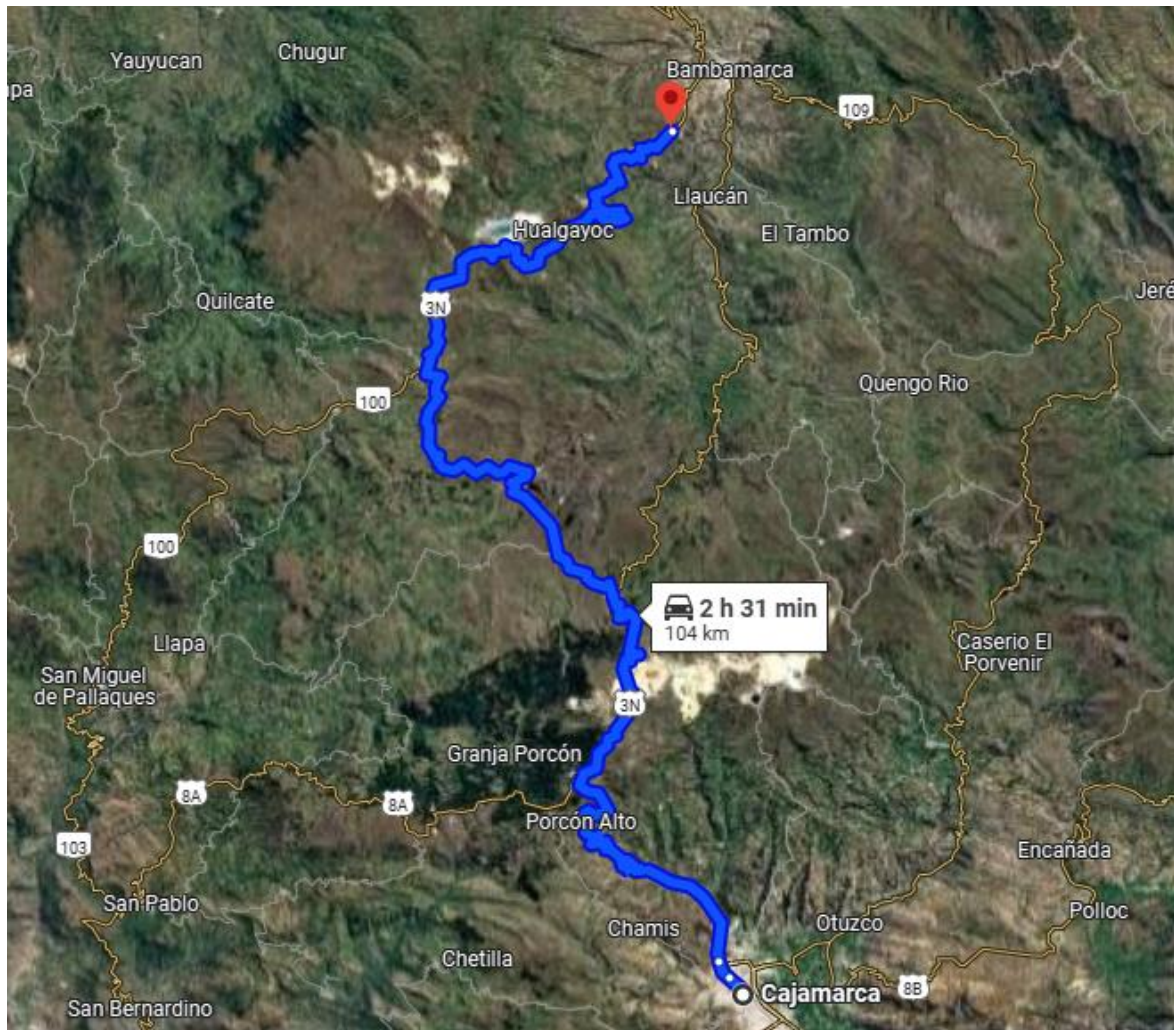 Chugur
Yauyucan
Bambamarca
apa
109
Llaucán
Hualgayoc
El Tambo
Jeré
Quilcate
3N
Quengo Rio
100
100
2 h 31 min
104 km
Llapa
Caserio El
Porvenir
San Miguel
de Pallaques
3N
Granja Porcón
8A
8A
Porcón Alto
103
Encañada
San Pablo
Polloc
Chamis
Otuzco
Chetilla
Cajamarca
8B
San Bernardino